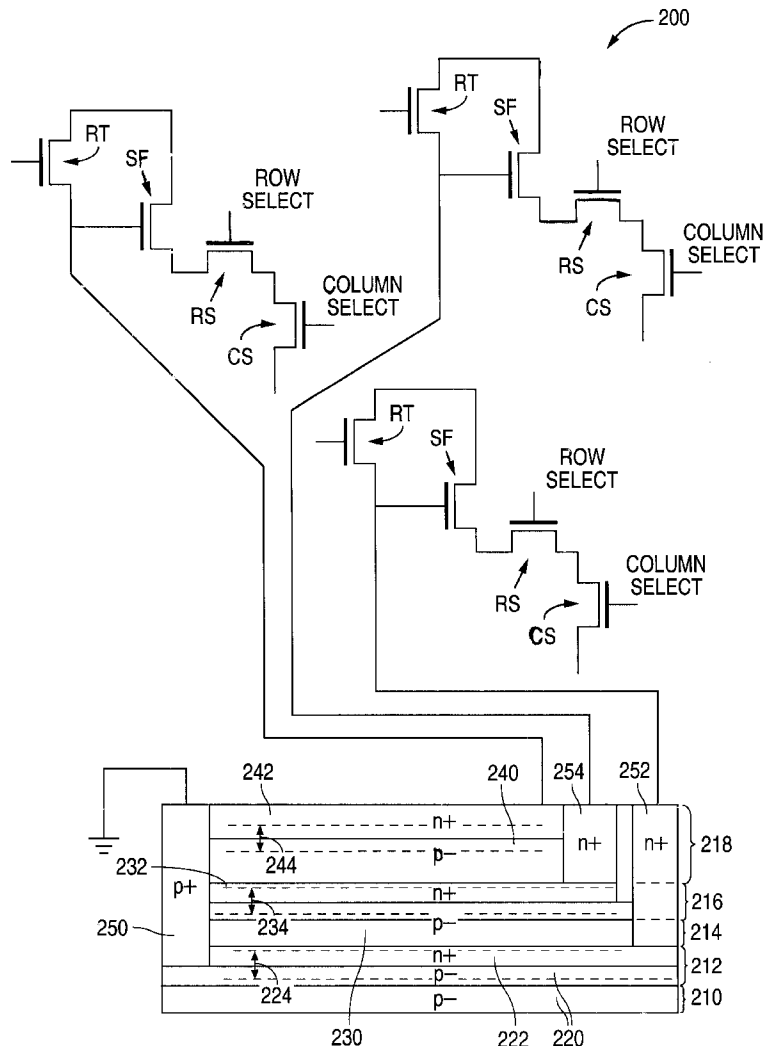 200
RT
SF
ROW
SELECT
RS
COLUMN
SELECT
CS
RT
SF
ROW
SELECT
RS
COLUMN
SELECT
CS
RT
SF
ROW
SELECT
RS
COLUMN
SELECT
CS
242
240
254
252
n+
244
p−
n+
n+
218
232
p+
n+
216
234
250
p−
214
n+
212
224
p−
p−
210
230
222
220